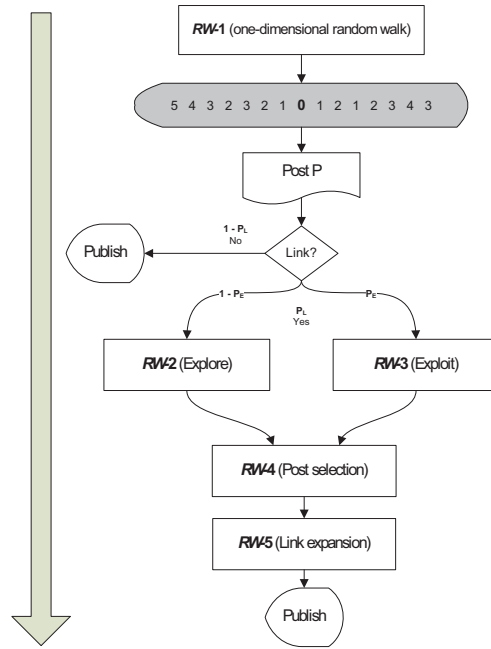 RW-1 (one-dimensional random walk)
5 4 3 2 3 2 1 0 1 2 1 2 3 4 3
Post P
1 - PL
No
Publish
Link?
1 - PE
PL
Yes
PE
RW-2 (Explore)
RW-3 (Exploit)
RW-4 (Post selection)
RW-5 (Link expansion)
Publish